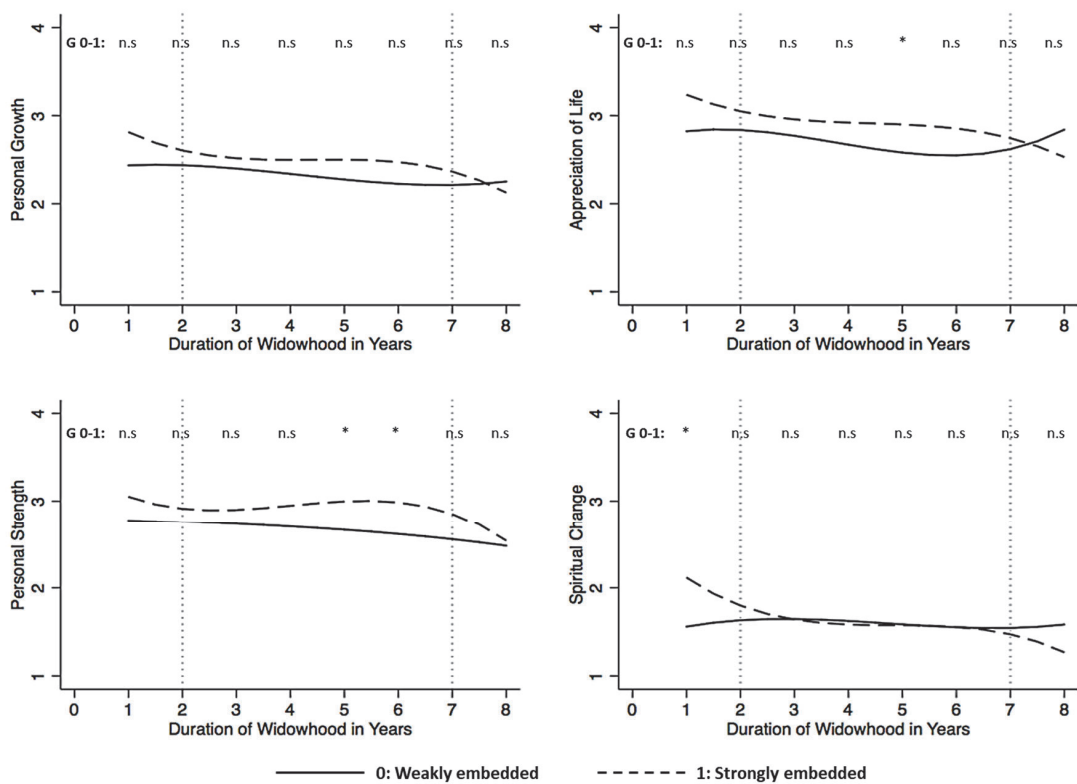 4
G 0-1: n.s n.s n.s n.s n.s n.s n.s n.s
3
2
1
Personal Growth
0 1 2 3 4 5 6 7 8
Duration of Widowhood in Years
4
G 0-1: n.s n.s n.s n.s * n.s n.s n.s
3
2
1
Appreciation of Life
0 1 2 3 4 5 6 7 8
Duration of Widowhood in Years
4
G 0-1: n.s n.s n.s n.s * * n.s n.s
3
2
1
Personal Strength
0 1 2 3 4 5 6 7 8
Duration of Widowhood in Years
4
G 0-1: * n.s n.s n.s n.s n.s n.s n.s
3
2
1
Spiritual Change
0 1 2 3 4 5 6 7 8
Duration of Widowhood in Years
0: Weakly embedded
1: Strongly embedded